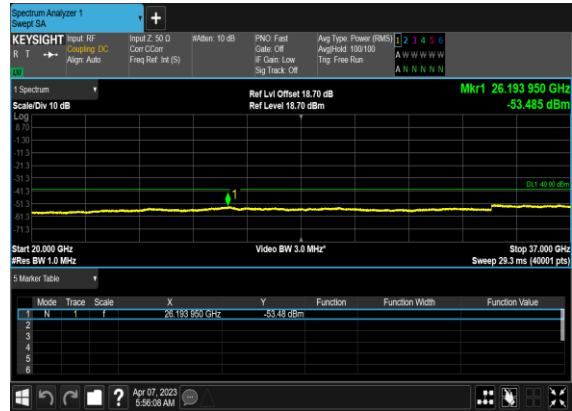 Spectrum Analyzer 1
Swept SA
+
KEYSIGHT Input: RF Input Z: 50 Ω #Atten: 10 dB PNO: Fast Avg Type: Power (RMS) 1 2 3 4 5 6
R T Coupling: DC Corr CCorr Gate: Off Avg|Hold: 100/100 A W W W W W
Align: Auto Freq Ref: Int (S) IF Gain: Low Trig: Free Run
Sig Track: Off A N N N N N
1 Spectrum Ref Lvl Offset 18.70 dB Mkr1 26.193 950 GHz
Scale/Div 10 dB Ref Level 18.70 dBm -53.485 dBm
Log
8.70
-1.30
-11.3
-21.3
-31.3
-41.3 DL1 -40.00 dBm
1
-51.3
-61.3
-71.3
Start 20.000 GHz Video BW 3.0 MHz* Stop 37.000 GHz
#Res BW 1.0 MHz Sweep 29.3 ms (40001 pts)
5 Marker Table
Mode Trace Scale X Y Function Function Width Function Value
1 N 1 f 26.193 950 GHz -53.48 dBm
2
3
4
5
6
? Apr 07, 2023
5:56:08 AM